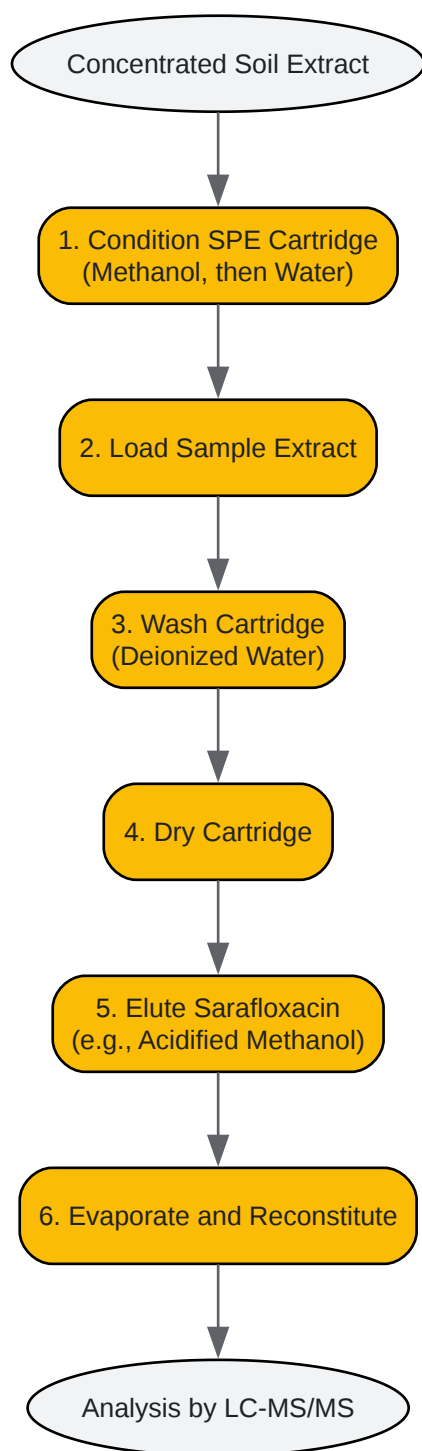 Concentrated Soil Extract
1. Condition SPE Cartridge
(Methanol, then Water)
2. Load Sample Extract
3. Wash Cartridge
(Deionized Water)
4. Dry Cartridge
5. Elute Sarafloxacin
(e.g., Acidified Methanol)
6. Evaporate and Reconstitute
Analysis by LC-MS/MS